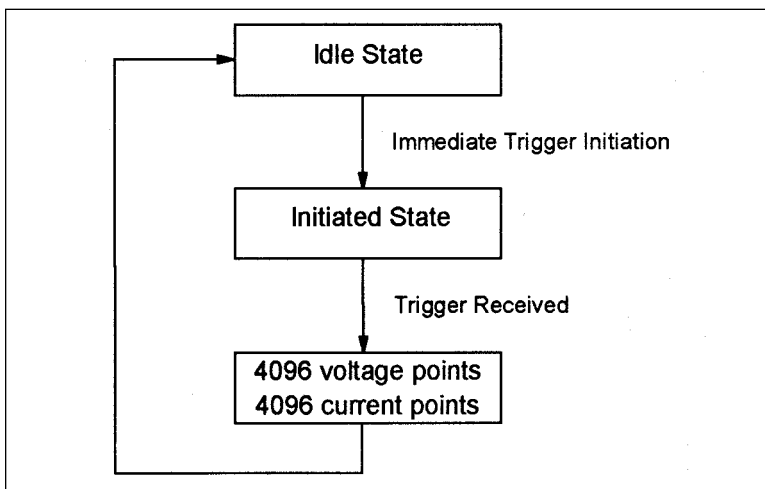 Idle State
Immediate Trigger Initiation
Initiated State
Trigger Received
4096 voltage points
4096 current points